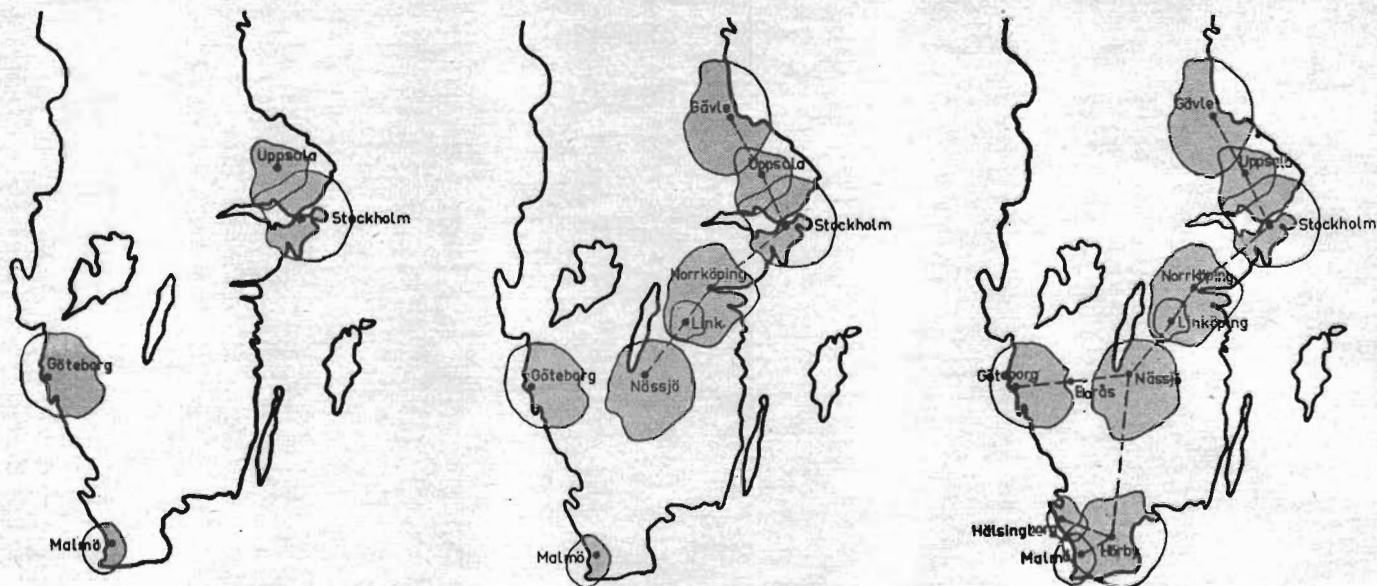 Uppsala
Stockholm
Göteborg
Malmö
Gävle
Uppsala
Stockholm
Norrköping
Link.
Göteborg
Nässjö
Malmö
Gävle
Uppsala
Stockholm
Norrköping
Linköping
Göteborg
Borås
Nässjö
Hälsingborg
Malmö
Hörby